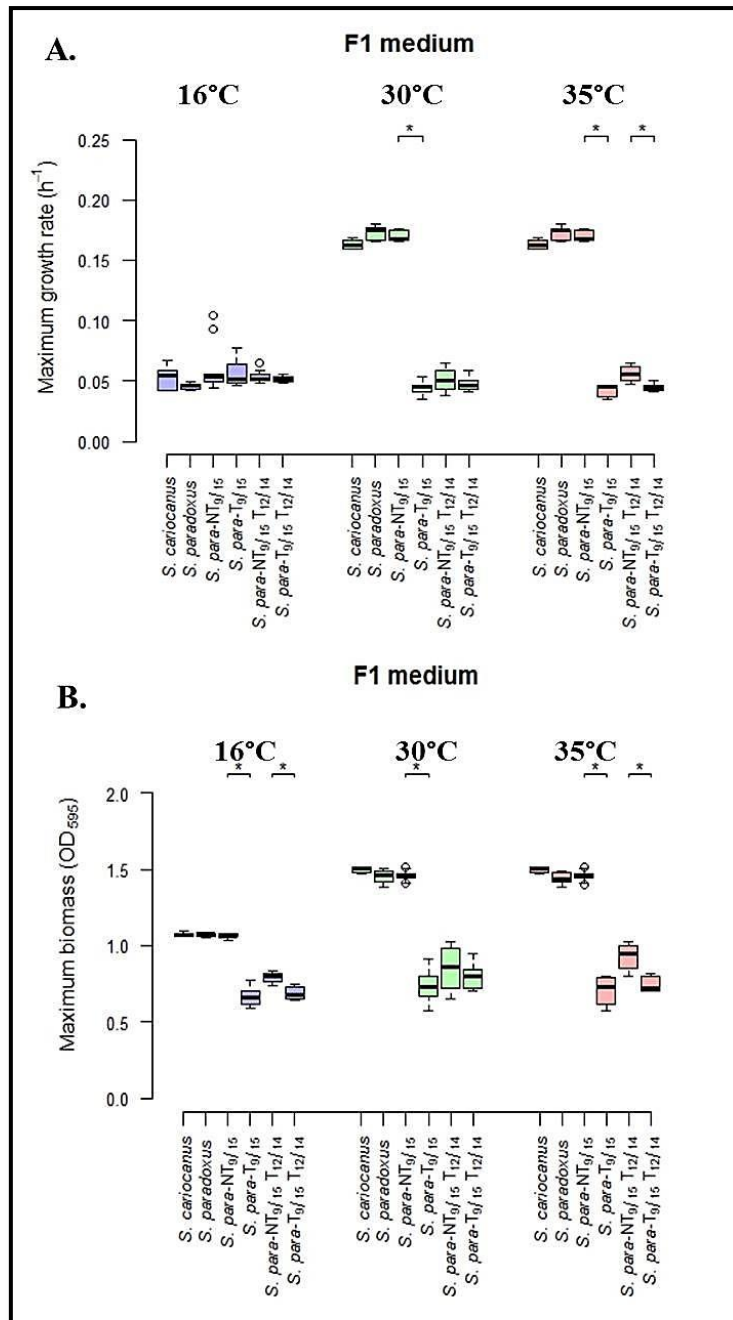 A.
F1 medium
16°C 30°C 35°C
* * *
Maximum growth rate (h⁻¹)
0.25
0.20
0.15
0.10
0.05
0.00
S. cariocanus
S. paradoxus
S. para-NT9/15
S. para-T9/15
S. para-NT9/15 T12/14
S. para-T9/15 T12/14
S. cariocanus
S. paradoxus
S. para-NT9/15
S. para-T9/15
S. para-NT9/15 T12/14
S. para-T9/15 T12/14
S. cariocanus
S. paradoxus
S. para-NT9/15
S. para-T9/15
S. para-NT9/15 T12/14
S. para-T9/15 T12/14
B.
F1 medium
16°C 30°C 35°C
* * * * *
Maximum biomass (OD595)
2.0
1.5
1.0
0.5
0.0
S. cariocanus
S. paradoxus
S. para-NT9/15
S. para-T9/15
S. para-NT9/15 T12/14
S. para-T9/15 T12/14
S. cariocanus
S. paradoxus
S. para-NT9/15
S. para-T9/15
S. para-NT9/15 T12/14
S. para-T9/15 T12/14
S. cariocanus
S. paradoxus
S. para-NT9/15
S. para-T9/15
S. para-NT9/15 T12/14
S. para-T9/15 T12/14